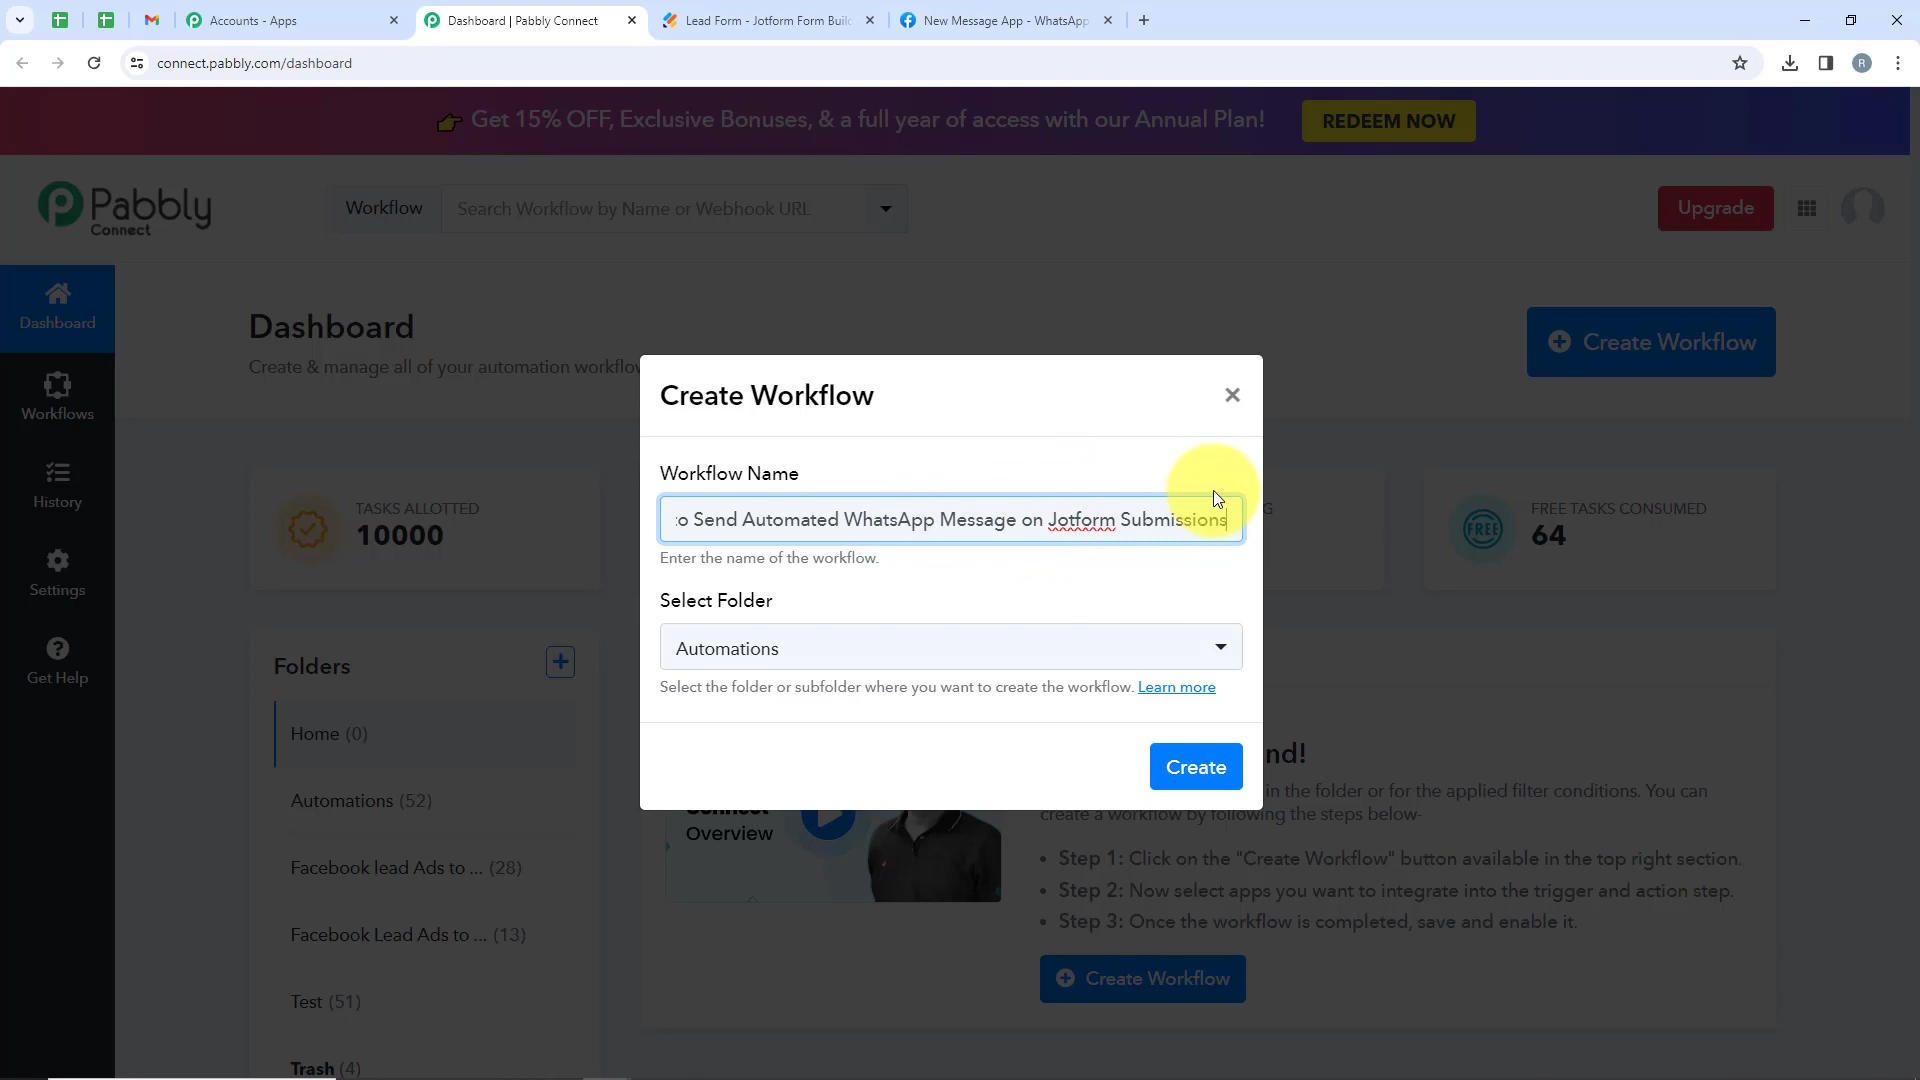 Accounts - Apps
Dashboard | Pabbly Connect
Lead Form - Jotform Form Buil
New Message App - WhatsApp
connect.pabbly.com/dashboard
R
Get 15% OFF, Exclusive Bonuses, & a full year of access with our Annual Plan!
REDEEM NOW
Pabbly
Connect
Workflow
Search Workflow by Name or Webhook URL
Upgrade
Dashboard
Workflows
History
Settings
Get Help
Dashboard
Create & manage all of your automation workflow
Create Workflow
TASKS ALLOTTED
10000
G
FREE
FREE TASKS CONSUMED
64
Create Workflow
Workflow Name
to Send Automated WhatsApp Message on Jotform Submissions
Enter the name of the workflow.
Select Folder
Automations
Select the folder or subfolder where you want to create the workflow. Learn more
Create
Folders
Home (0)
Automations (52)
Facebook lead Ads to ... (28)
Facebook Lead Ads to ... (13)
Test (51)
Trash (4)
Connect
Overview
nd!
in the folder or for the applied filter conditions. You can
create a workflow by following the steps below-
Step 1: Click on the "Create Workflow" button available in the top right section.
Step 2: Now select apps you want to integrate into the trigger and action step.
Step 3: Once the workflow is completed, save and enable it.
Create Workflow